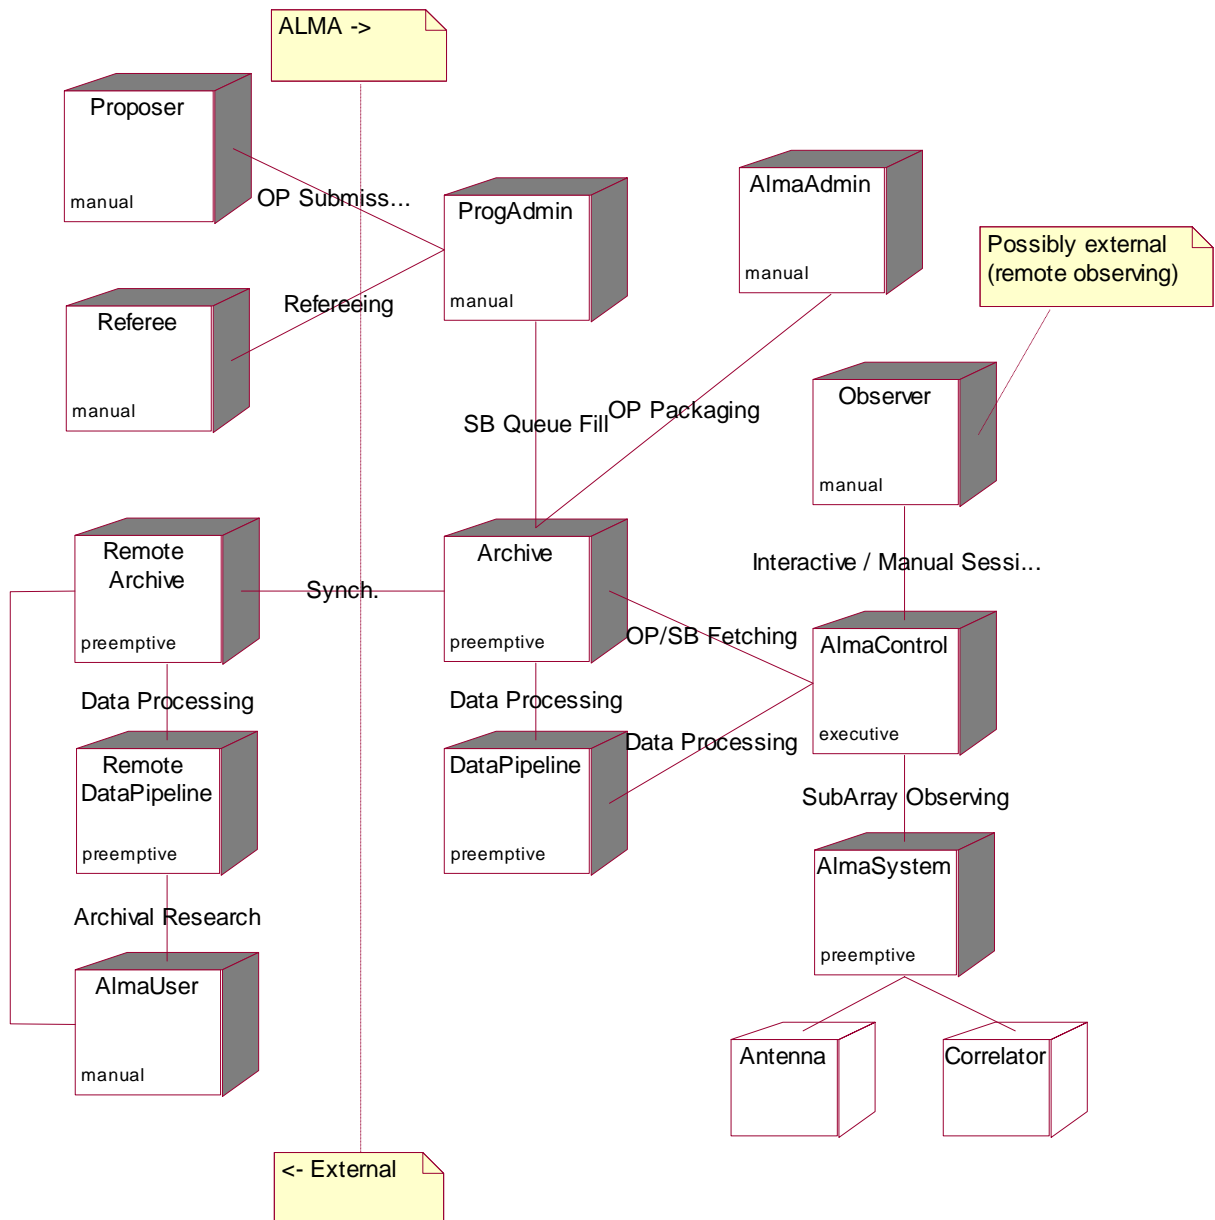 ALMA ->
Proposer
manual
OP Submiss...
ProgAdmin
manual
AlmaAdmin
manual
Possibly external
(remote observing)
Referee
manual
Refereeing
Observer
manual
SB Queue Fill
OP Packaging
Remote
Archive
preemptive
Synch.
Archive
preemptive
Interactive / Manual Sessi...
OP/SB Fetching
AlmaControl
executive
Data Processing
Data Processing
Data Processing
Remote
DataPipeline
preemptive
DataPipeline
preemptive
SubArray Observing
AlmaSystem
preemptive
Archival Research
AlmaUser
manual
Antenna
Correlator
<- External